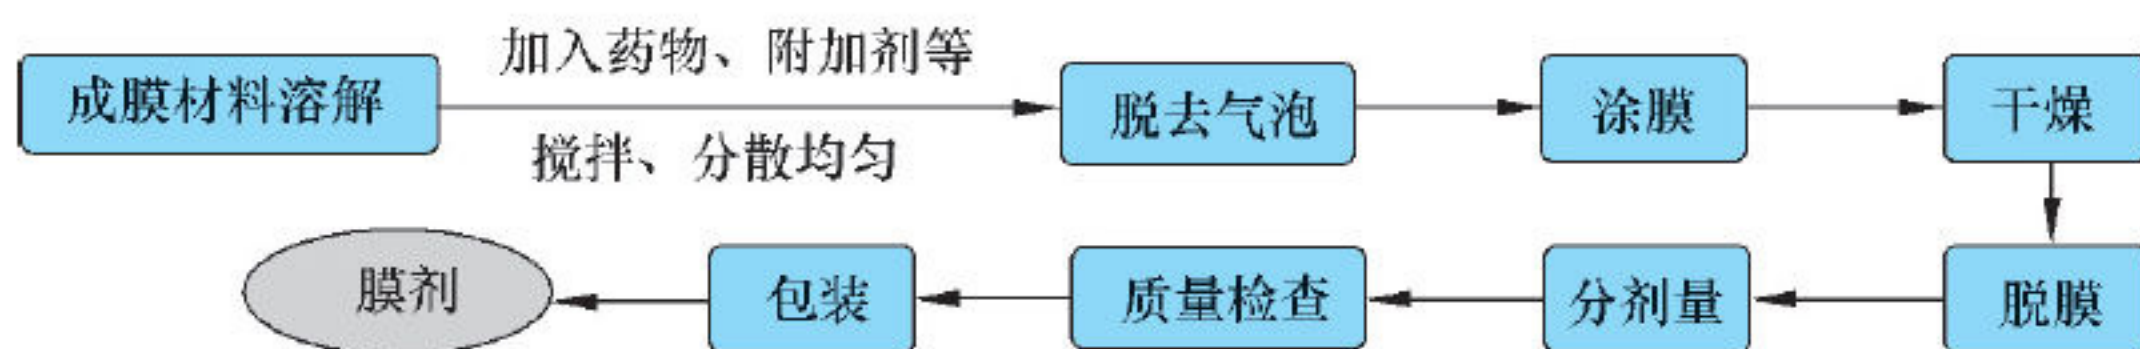 成膜材料溶解
加入药物、附加剂等
搅拌、分散均匀
脱去气泡
涂膜
干燥
脱膜
分剂量
质量检查
包装
膜剂